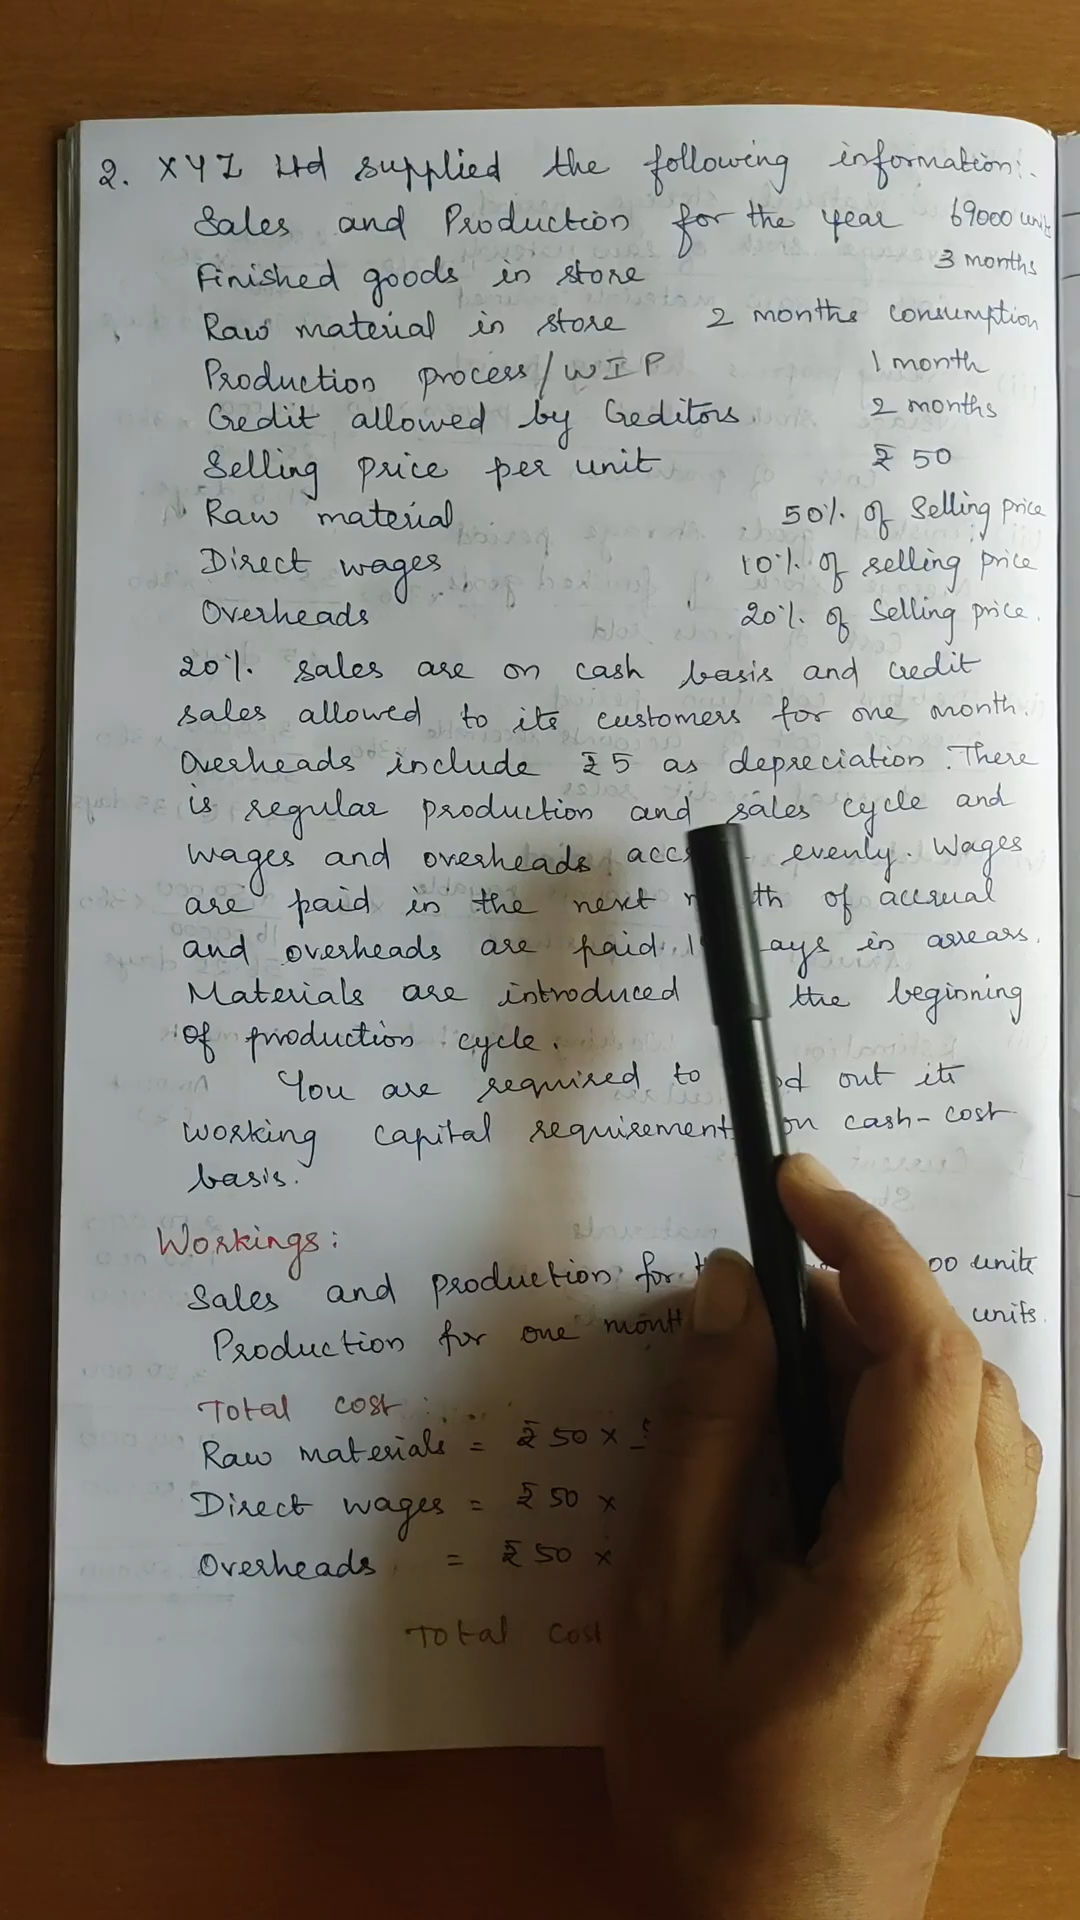 2. XYZ Ltd supplied the following information:-
Sales and Production for the year 69000 units
Finished goods in store 3 months
Raw material in store 2 months consumption
Production process/WIP 1 month
Credit allowed by Creditors 2 months
Selling price per unit ₹ 50
Raw material 50% of Selling price
Direct wages 10% of selling price
Overheads 20% of Selling price.
20% sales are on cash basis and credit
sales allowed to its customers for one month.
Overheads include ₹5 as depreciation. There
is regular production and sales cycle and
wages and overheads evenly. Wages
are paid in the next of accrual
and overheads are paid in arrears.
Materials are introduced the beginning
of production cycle.
You are required to out its
working capital requirement on cash-cost
basis.
Workings:
Sales and production for units
Production for one units.
Total cost:
Raw materials = ₹ 50 ×
Direct wages = ₹ 50 ×
Overheads = ₹ 50 ×
Total cost